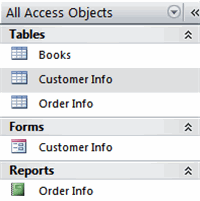 All Access Objects
Tables
Books
Customer Info
Order Info
Forms
Customer Info
Reports
Order Info